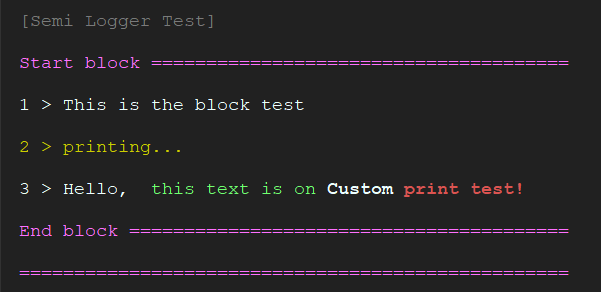 [Semi Logger Test]
Start block ======================================
1 > This is the block test
2 > printing...
3 > Hello,  this text is on Custom print test!
End block ========================================
==================================================